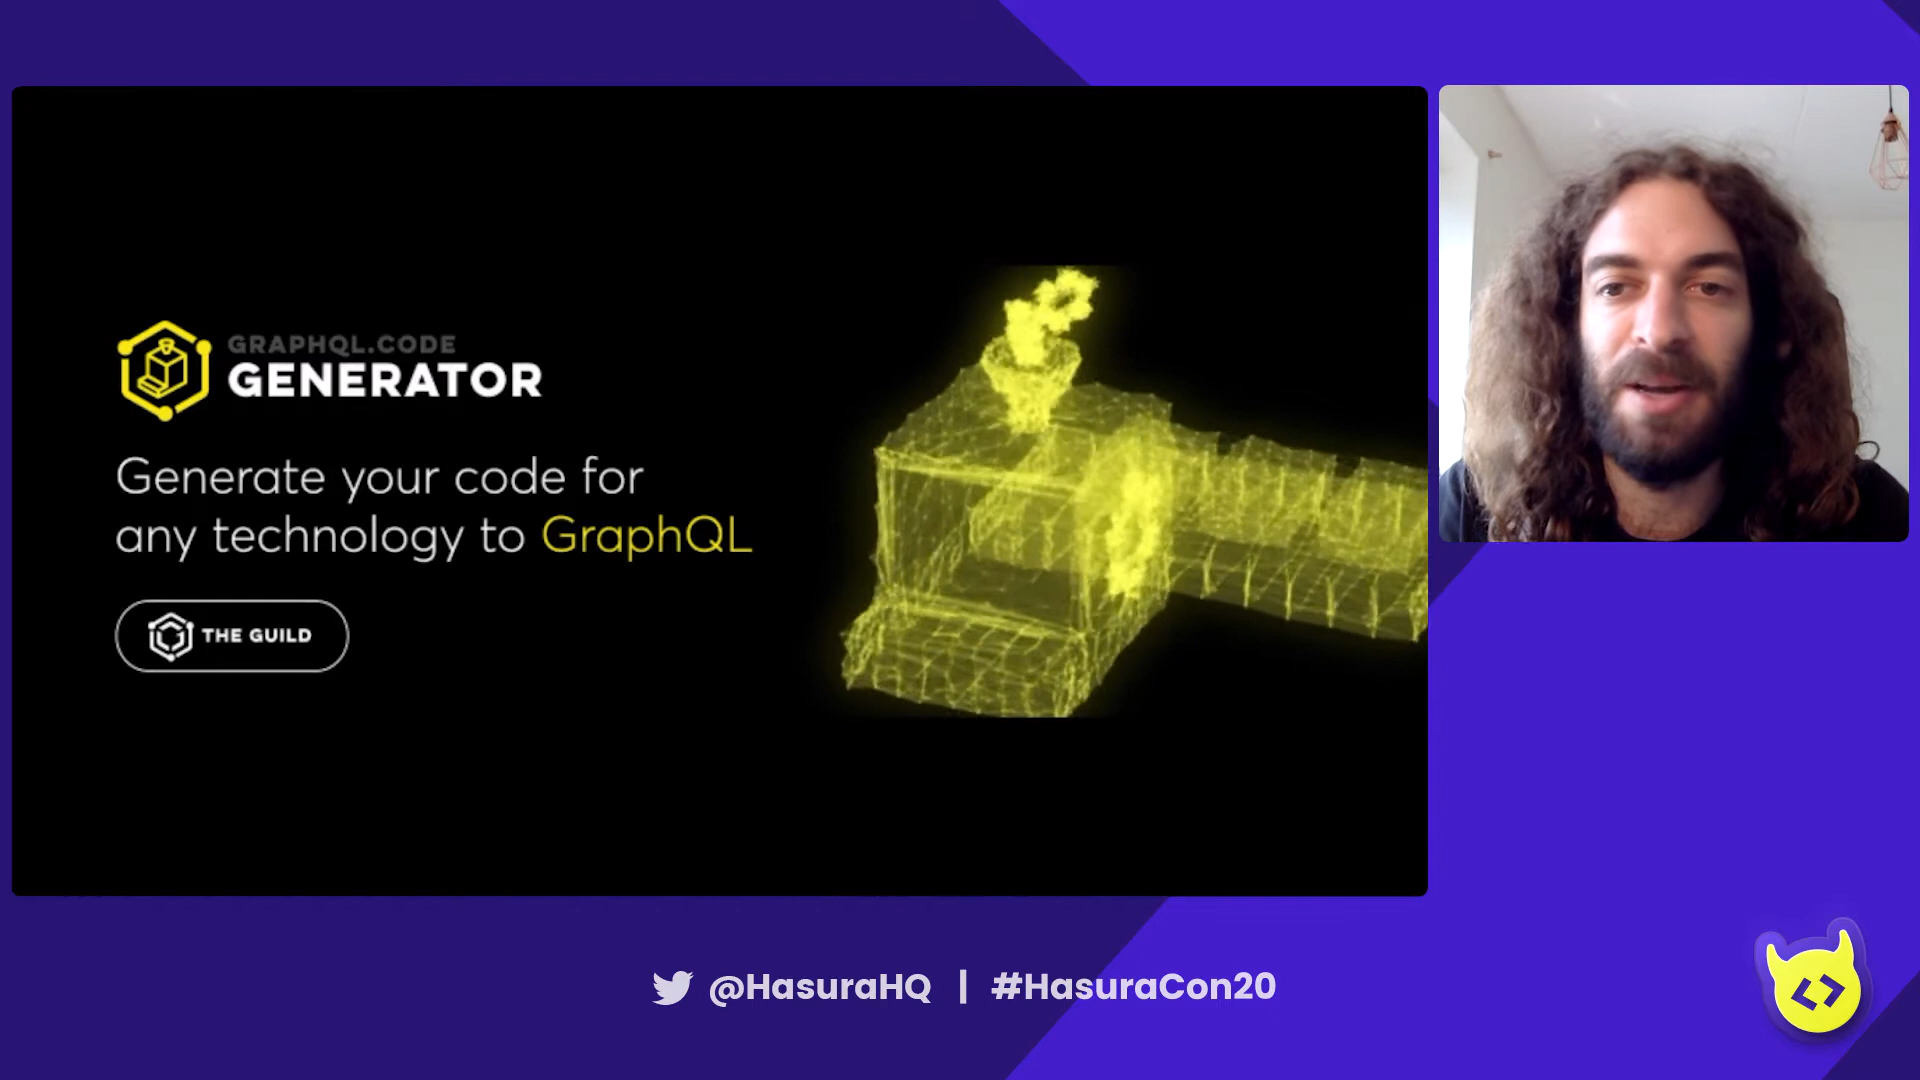 GRAPHQL.CODE
GENERATOR
Generate your code for
any technology to GraphQL
THE GUILD
@HasuraHQ | #HasuraCon20